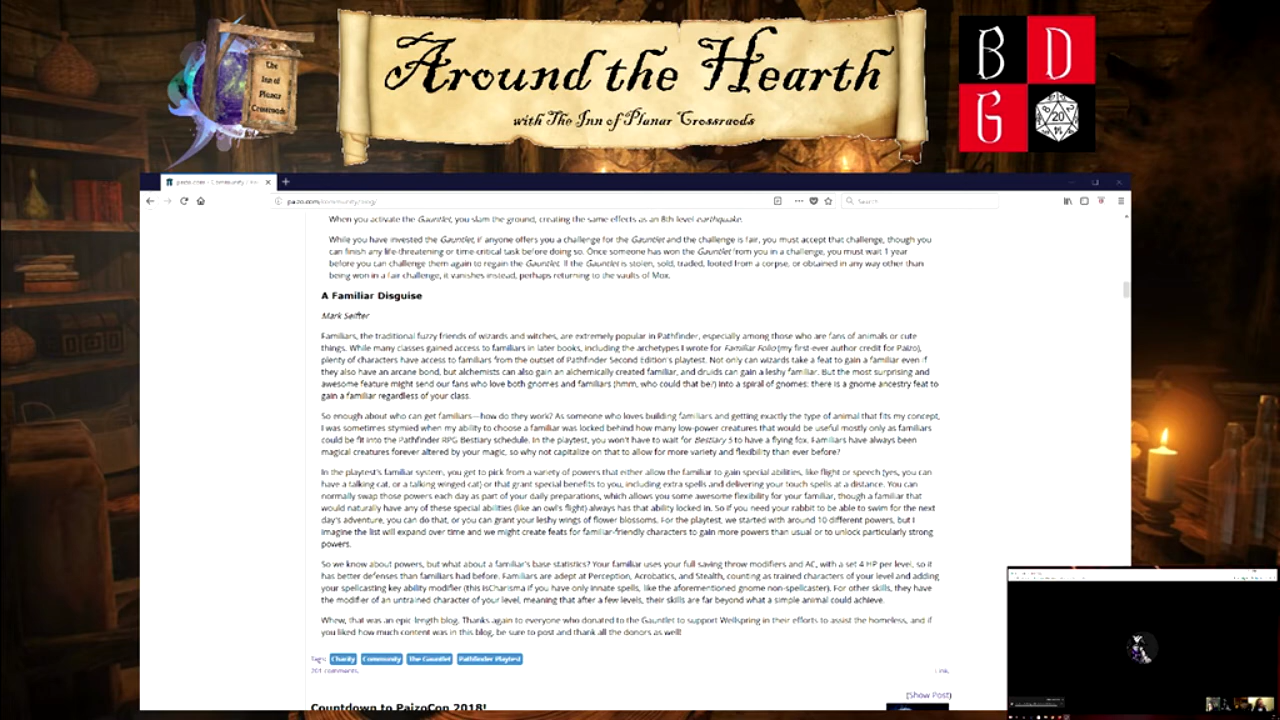 The
Inn of
Planar
Crossroads
Around the Hearth
with The Inn of Planar Crossraods
B D
G 20
paizo.com - Community /
paizo.com/community/blog/
Search
When you activate the Gauntlet, you slam the ground, creating the same effects as an 8th-level earthquake.
While you have invested the Gauntlet, if anyone offers you a challenge for the Gauntlet and the challenge is fair, you must accept that challenge, though you
can finish any life-threatening or time-critical task before doing so. Once someone has won the Gauntlet from you in a challenge, you must wait 1 year
before you can challenge them again to regain the Gauntlet. If the Gauntlet is stolen, sold, traded, looted from a corpse, or obtained in any way other than
being won in a fair challenge, it vanishes instead, perhaps returning to the vaults of Mox.
A Familiar Disguise
Mark Seifter
Familiars, the traditional fuzzy friends of wizards and witches, are extremely popular in Pathfinder, especially among those who are fans of animals or cute
things. While many classes gained access to familiars in later books, including the archetypes I wrote for Familiar Folio (my first-ever author credit for Paizo),
plenty of characters have access to familiars from the outset of Pathfinder Second Edition's playtest. Not only can wizards take a feat to gain a familiar even if
they also have an arcane bond, but alchemists can also gain an alchemically created familiar, and druids can gain a leshy familiar. But the most surprising and
awesome feature might send our fans who love both gnomes and familiars (hmm, who could that be?) into a spiral of gnomes: there is a gnome ancestry feat to
gain a familiar regardless of your class.
So enough about who can get familiars—how do they work? As someone who loves building familiars and getting exactly the type of animal that fits my concept,
I was sometimes stymied when my ability to choose a familiar was locked behind how many low-power creatures that would be useful mostly only as familiars
could be fit into the Pathfinder RPG Bestiary schedule. In the playtest, you won't have to wait for Bestiary 5 to have a flying fox. Familiars have always been
magical creatures forever altered by your magic, so why not capitalize on that to allow for more variety and flexibility than ever before?
In the playtest's familiar system, you get to pick from a variety of powers that either allow the familiar to gain special abilities, like flight or speech (yes, you can
have a talking cat, or a talking winged cat) or that grant special benefits to you, including extra spells and delivering your touch spells at a distance. You can
normally swap those powers each day as part of your daily preparations, which allows you some awesome flexibility for your familiar, though a familiar that
would naturally have any of these special abilities (like an owl's flight) always has that ability locked in. So if you need your rabbit to be able to swim for the next
day's adventure, you can do that, or you can grant your leshy wings of flower blossoms. For the playtest, we started with around 10 different powers, but I
imagine the list will expand over time and we might create feats for familiar-friendly characters to gain more powers than usual or to unlock particularly strong
powers.
So we know about powers, but what about a familiar's base statistics? Your familiar uses your full saving throw modifiers and AC, with a set 4 HP per level, so it
has better defenses than familiars had before. Familiars are adept at Perception, Acrobatics, and Stealth, counting as trained characters of your level and adding
your spellcasting key ability modifier (this isCharisma if you have only innate spells, like the aforementioned gnome non-spellcaster). For other skills, they have
the modifier of an untrained character of your level, meaning that after a few levels, their skills are far beyond what a simple animal could achieve.
Whew, that was an epic-length blog. Thanks again to everyone who donated to the Gauntlet to support Wellspring in their efforts to assist the homeless, and if
you liked how much content was in this blog, be sure to post and thank all the donors as well!
Tags: Charity Community The Gauntlet Pathfinder Playtest
201 comments. Link.
(Show Post)
Countdown to PaizoCon 2018!